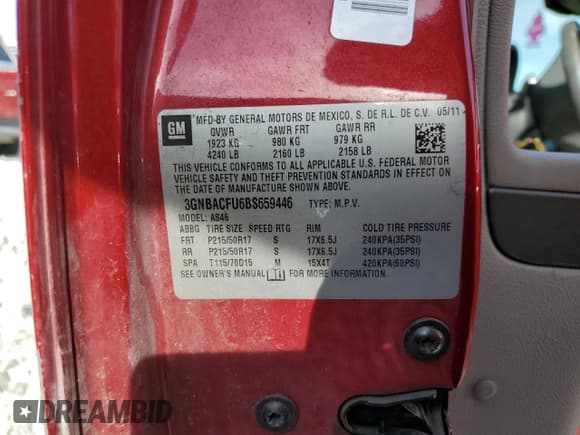 GM
MFD-BY GENERAL MOTORS DE MEXICO, S. DE R.L. DE C.V. 05/11
GVWR GAWR FRT GAWR RR
1923 KG 980 KG 979 KG
4240 LB 2160 LB 2158 LB
THIS VEHICLE CONFORMS TO ALL APPLICABLE U.S. FEDERAL MOTOR
VEHICLE SAFETY AND THEFT PREVENTION STANDARDS IN EFFECT
ON THE DATE OF MANUFACTURE SHOWN ABOVE.
3GNBACFU6BS659446 TYPE: M.P.V.
MODEL: AS46
ABBG TIRE SIZE SPEED RTG RIM COLD TIRE PRESSURE
FRT P215/50R17 S 17X6.5J 240KPA(35PSI)
RR P215/50R17 S 17X6.5J 240KPA(35PSI)
SPA T115/70D15 M 15X4T 420KPA(60PSI)
SEE OWNER'S MANUAL FOR MORE INFORMATION
DREAMBID